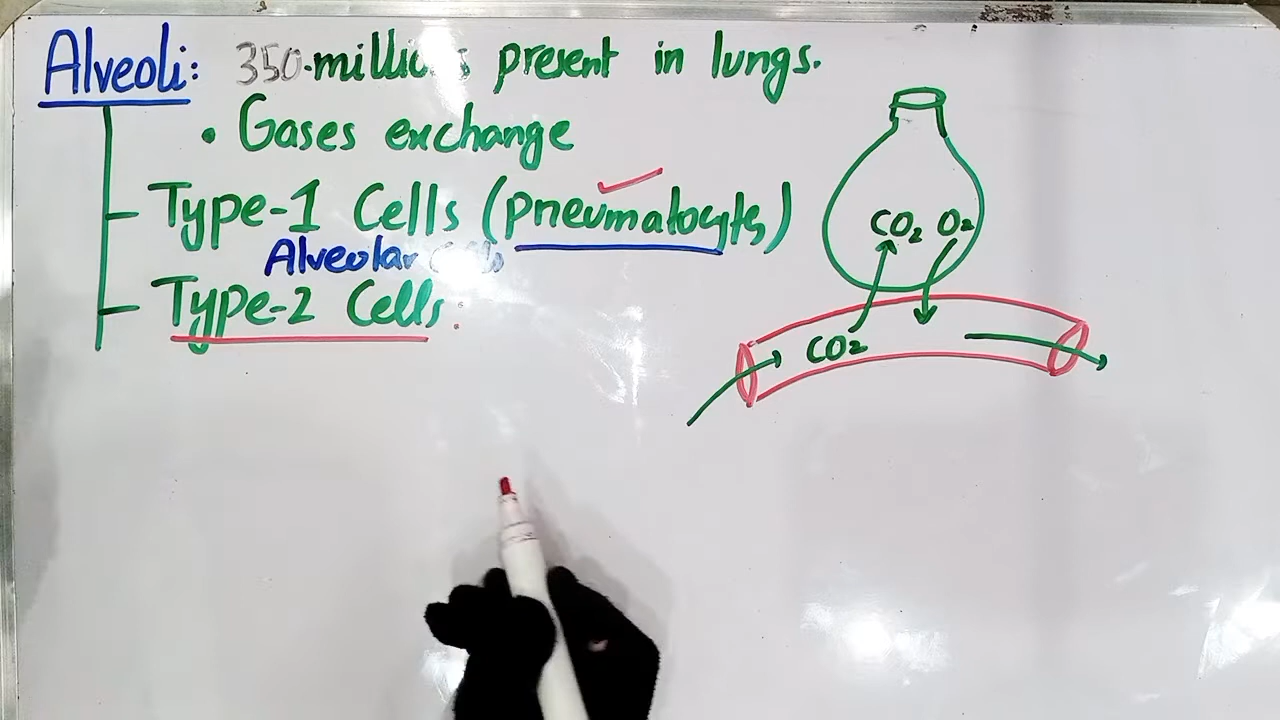 Alveoli: 350 millions present in lungs.
• Gases exchange
Type-1 Cells (Pneumatocyts)
Alveolar
Type-2 Cells.
CO2 O2
CO2